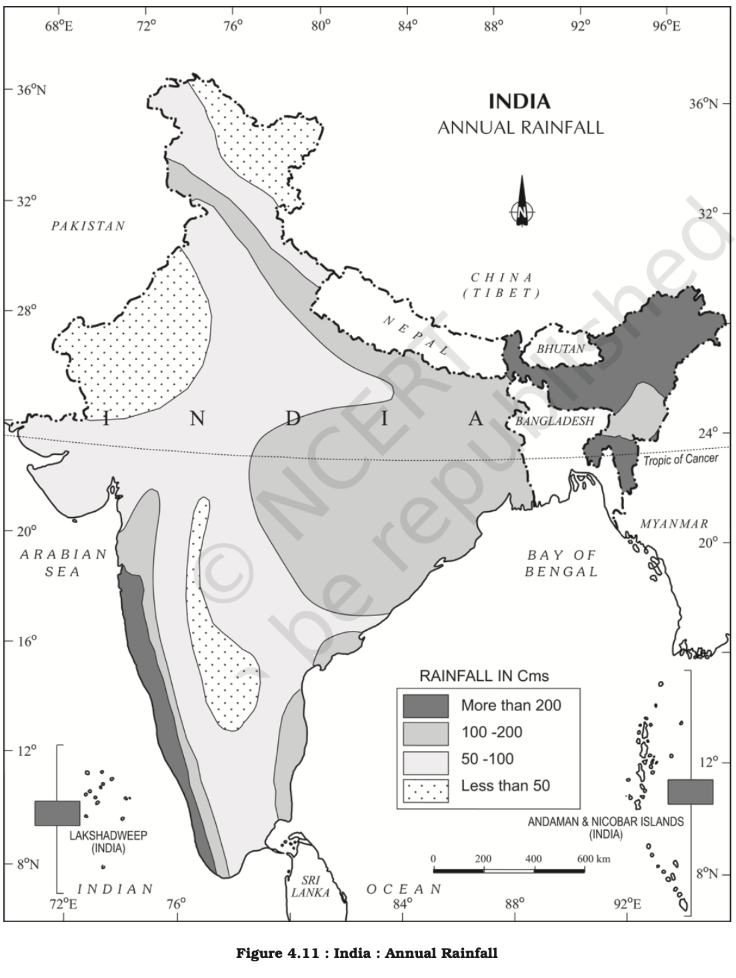 68°E 72° 76° 80° 84° 88° 92° 96°E
36°N
36°N
INDIA
ANNUAL RAINFALL
N
32°
32°
PAKISTAN
CHINA
(TIBET)
28°
28°
NEPAL
BHUTAN
I N D I A
BANGLADESH
24°
24°
Tropic of Cancer
MYANMAR
20°
20°
ARABIAN
SEA
BAY OF
BENGAL
© NCERT
be republished
16°
16°
RAINFALL IN Cms
More than 200
100 -200
50 -100
Less than 50
12°
12°
LAKSHADWEEP
(INDIA)
ANDAMAN & NICOBAR ISLANDS
(INDIA)
0 200 400 600 km
8°N
8°N
SRI
LANKA
INDIAN OCEAN
72°E 76° 80° 84° 88° 92°E
Figure 4.11 : India : Annual Rainfall